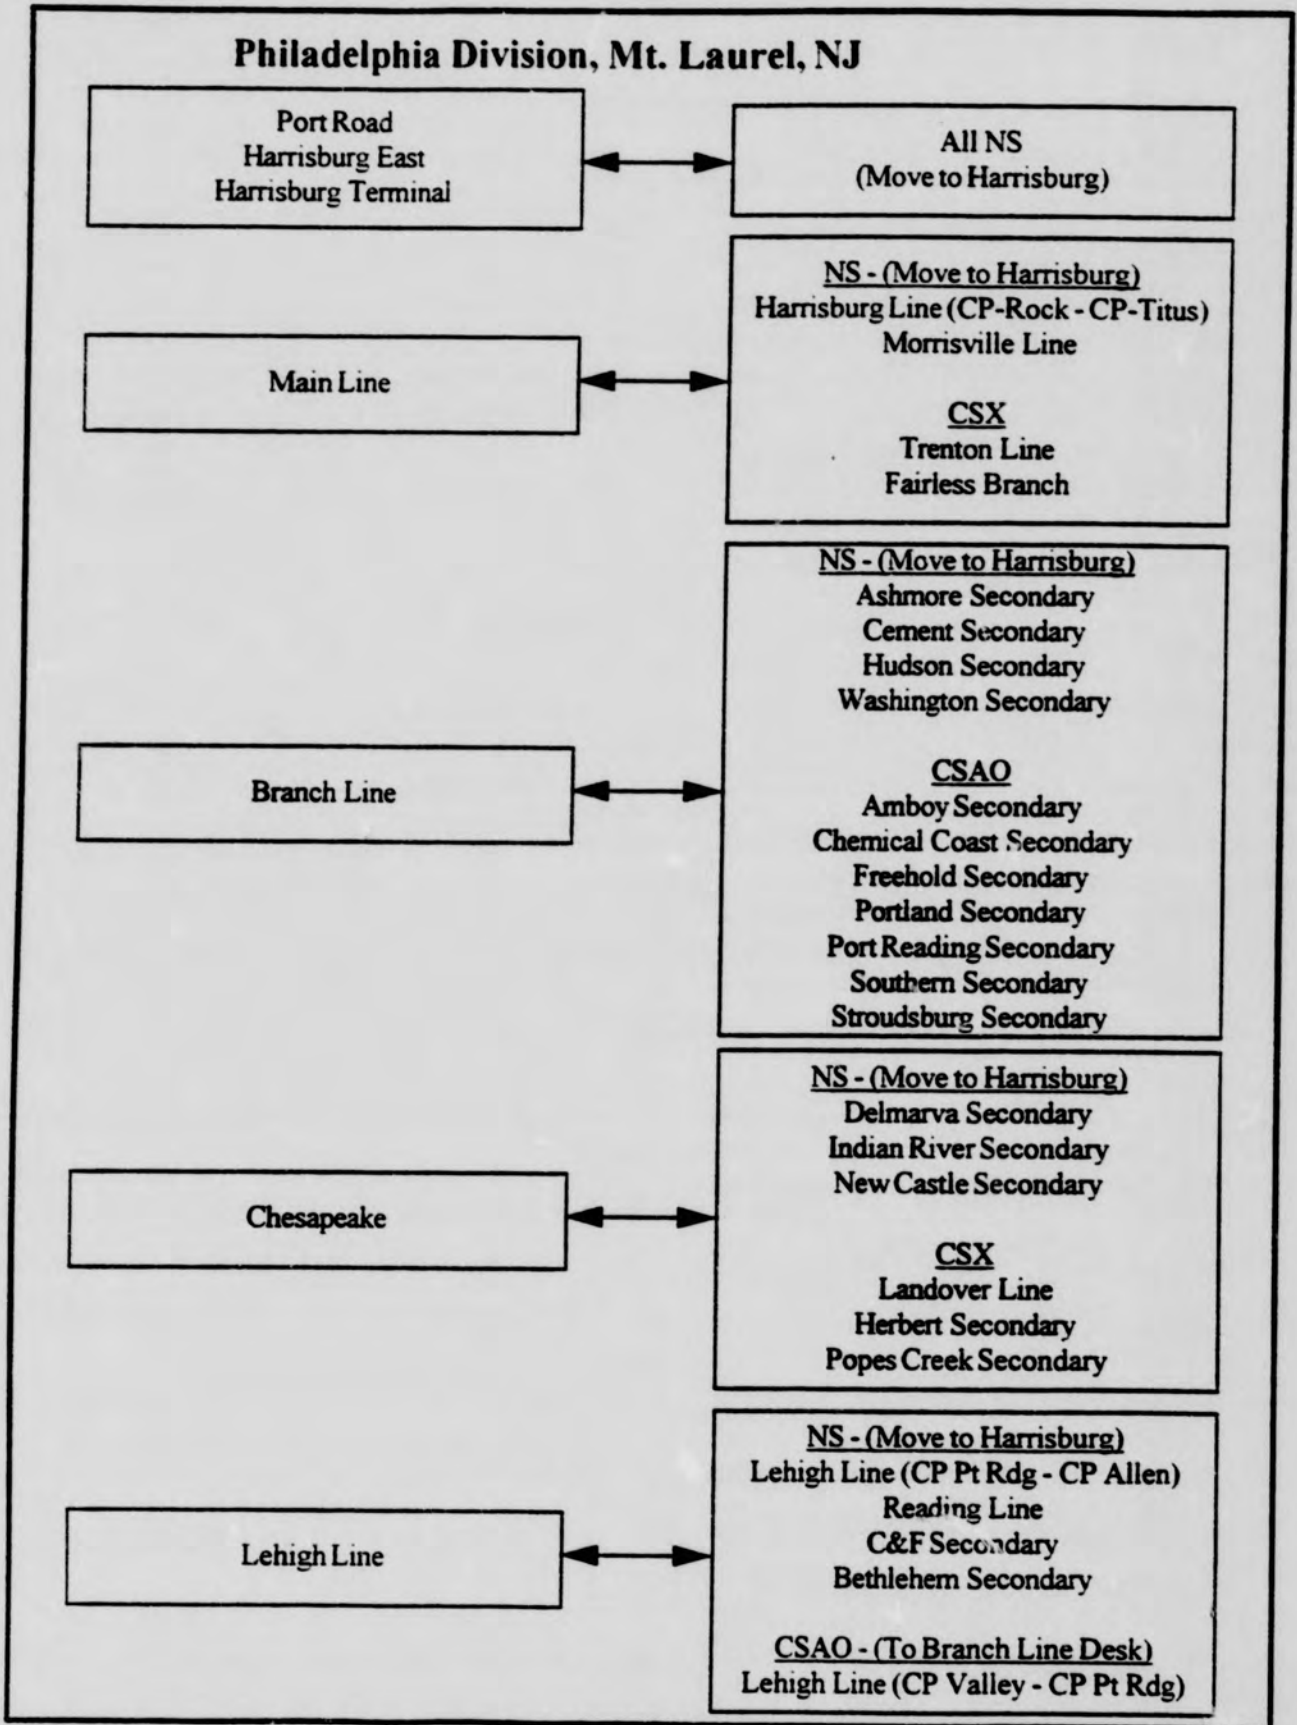 Philadelphia Division, Mt. Laurel, NJ
Port Road
Harrisburg East
Harrisburg Terminal
All NS
(Move to Harrisburg)
Main Line
NS - (Move to Harrisburg)
Harrisburg Line (CP-Rock - CP-Titus)
Morrisville Line
CSX
Trenton Line
Fairless Branch
Branch Line
NS - (Move to Harrisburg)
Ashmore Secondary
Cement Secondary
Hudson Secondary
Washington Secondary
CSAO
Amboy Secondary
Chemical Coast Secondary
Freehold Secondary
Portland Secondary
Port Reading Secondary
Southern Secondary
Stroudsburg Secondary
Chesapeake
NS - (Move to Harrisburg)
Delmarva Secondary
Indian River Secondary
New Castle Secondary
CSX
Landover Line
Herbert Secondary
Popes Creek Secondary
Lehigh Line
NS - (Move to Harrisburg)
Lehigh Line (CP Pt Rdg - CP Allen)
Reading Line
C&F Secondary
Bethlehem Secondary
CSAO - (To Branch Line Desk)
Lehigh Line (CP Valley - CP Pt Rdg)